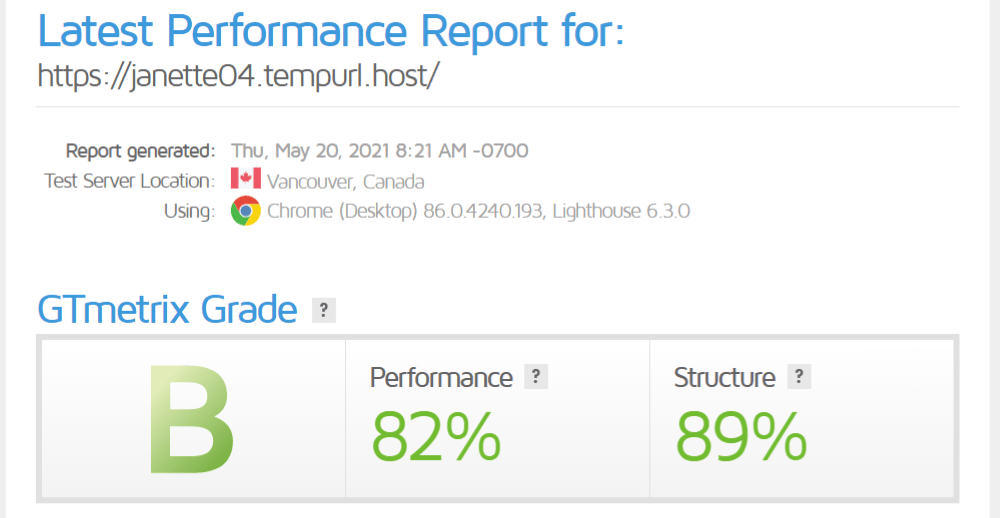 Latest Performance Report for:
https://janette04.tempurl.host/
Report generated: Thu, May 20, 2021 8:21 AM -0700
Test Server Location: Vancouver, Canada
Using: Chrome (Desktop) 86.0.4240.193, Lighthouse 6.3.0
GTmetrix Grade ?
B
Performance ?
82%
Structure ?
89%